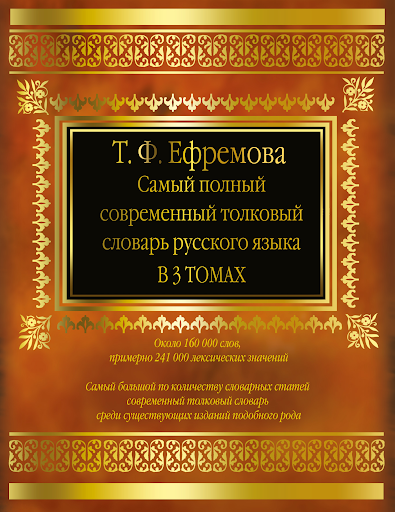 Т. Ф. Ефремова
Самый полный
современный толковый
словарь русского языка
В 3 ТОМАХ
Около 160 000 слов,
примерно 241 000 лексических значений
Самый большой по количеству словарных статей
современный толковый словарь
среди существующих изданий подобного рода